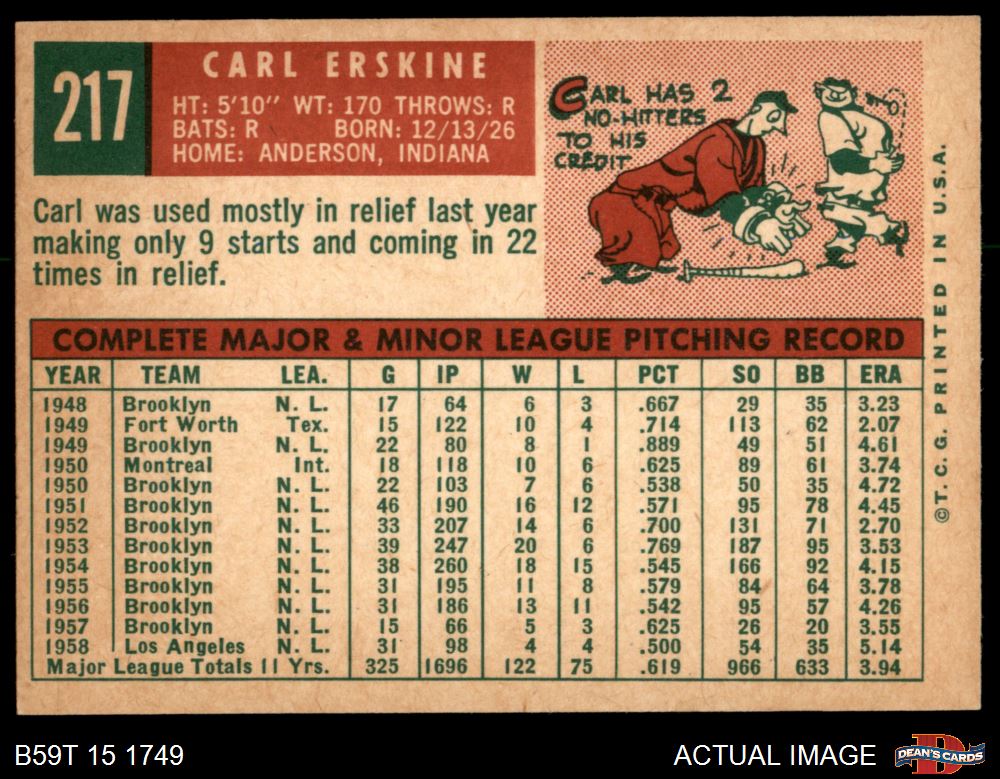 217
CARL ERSKINE
HT: 5'10" WT: 170 THROWS: R
BATS: R BORN: 12/13/26
HOME: ANDERSON, INDIANA
CARL HAS 2
NO-HITTERS
TO HIS
CREDIT.
Carl was used mostly in relief last year
making only 9 starts and coming in 22
times in relief.
COMPLETE MAJOR & MINOR LEAGUE PITCHING RECORD
YEAR TEAM LEA. G IP W L PCT SO BB ERA
1948 Brooklyn N. L. 17 64 6 3 .667 29 35 3.23
1949 Fort Worth Tex. 15 122 10 4 .714 113 62 2.07
1949 Brooklyn N. L. 22 80 8 1 .889 49 51 4.61
1950 Montreal Int. 18 118 10 6 .625 89 61 3.74
1950 Brooklyn N. L. 22 103 7 6 .538 50 35 4.72
1951 Brooklyn N. L. 46 190 16 12 .571 95 78 4.45
1952 Brooklyn N. L. 33 207 14 6 .700 131 71 2.70
1953 Brooklyn N. L. 39 247 20 6 .769 187 95 3.53
1954 Brooklyn N. L. 38 260 18 15 .545 166 92 4.15
1955 Brooklyn N. L. 31 195 11 8 .579 84 64 3.78
1956 Brooklyn N. L. 31 186 13 11 .542 95 57 4.26
1957 Brooklyn N. L. 15 66 5 3 .625 26 20 3.55
1958 Los Angeles N. L. 31 98 4 4 .500 54 35 5.14
Major League Totals 11 Yrs. 325 1696 122 75 .619 966 633 3.94
©T. C. G. PRINTED IN U.S.A.
B59T 15 1749
ACTUAL IMAGE
DEAN'S CARDS